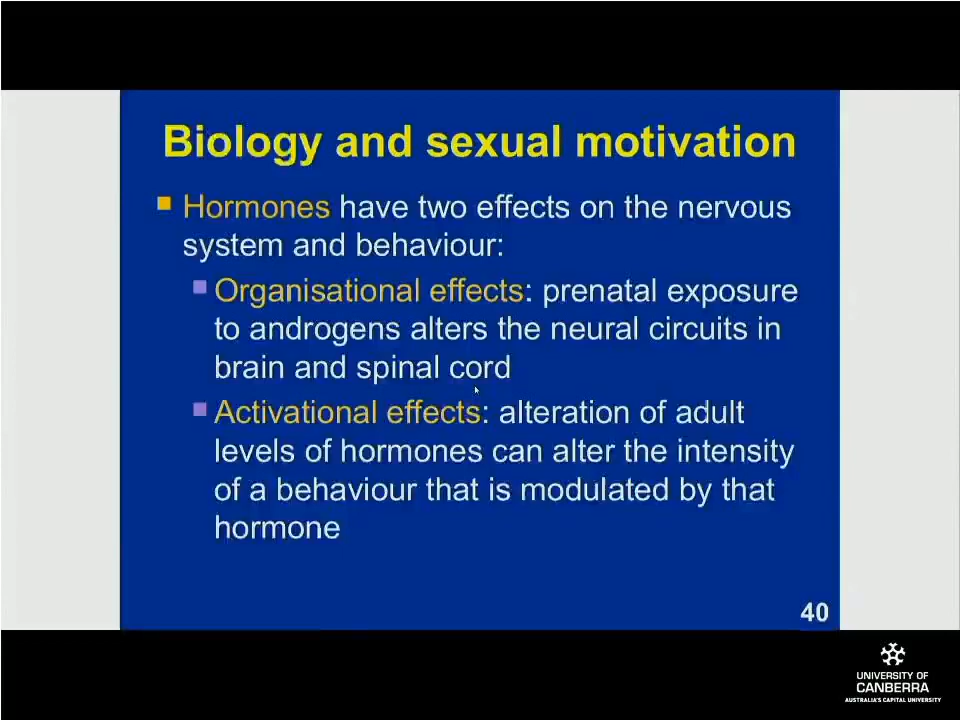 Biology and sexual motivation
Hormones have two effects on the nervous
system and behaviour:
Organisational effects: prenatal exposure
to androgens alters the neural circuits in
brain and spinal cord
Activational effects: alteration of adult
levels of hormones can alter the intensity
of a behaviour that is modulated by that
hormone
40
UNIVERSITY OF
CANBERRA
AUSTRALIA'S CAPITAL UNIVERSITY